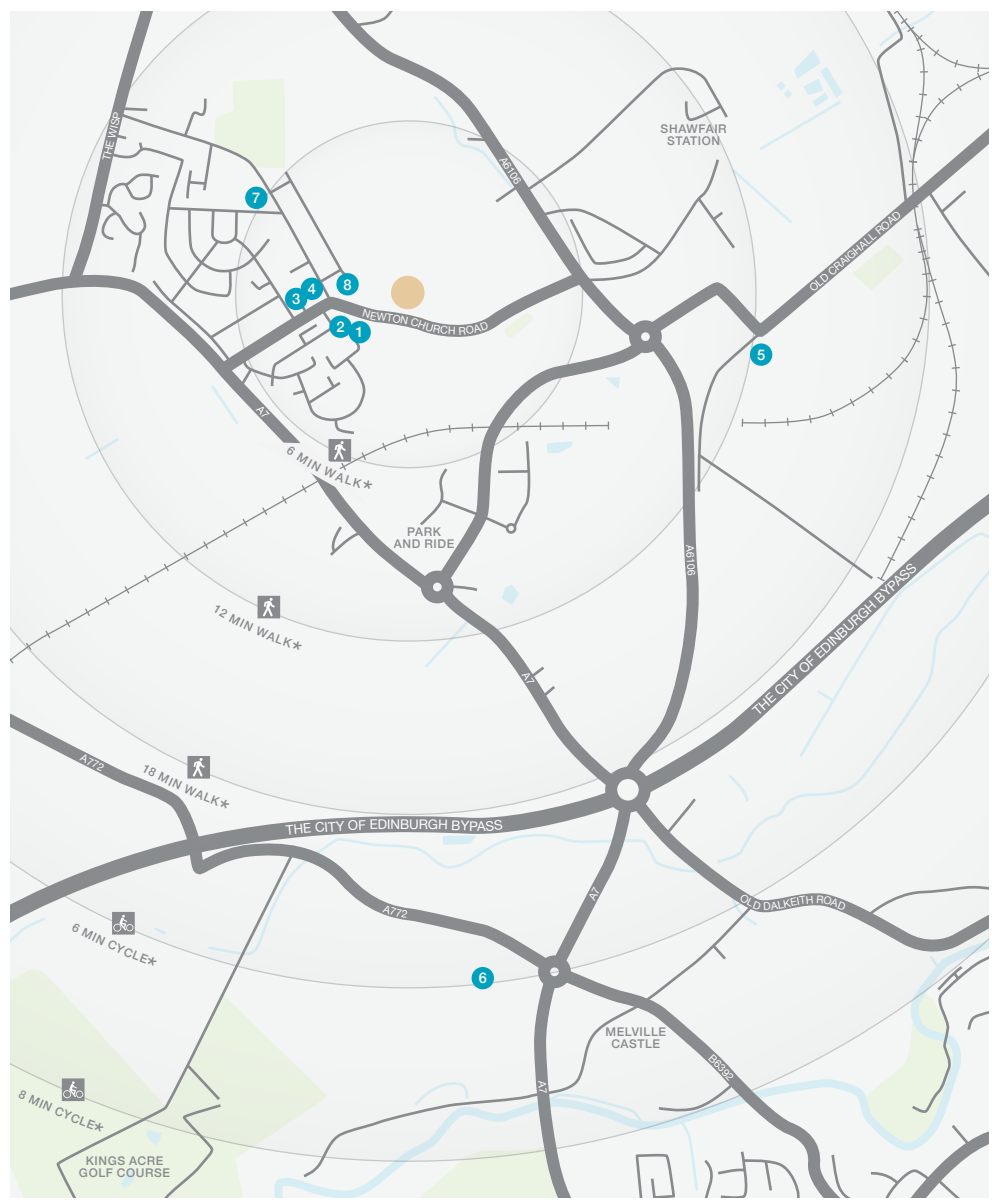 THE WISP
A6106
SHAWFAIR
STATION
OLD CRAIGHALL ROAD
7
8
4
3
2
1
NEWTON CHURCH ROAD
5
A7
6 MIN WALK*
PARK
AND RIDE
A6106
THE CITY OF EDINBURGH BYPASS
12 MIN WALK*
A7
A772
18 MIN WALK*
THE CITY OF EDINBURGH BYPASS
A7
OLD DALKEITH ROAD
A772
6 MIN CYCLE*
6
MELVILLE
CASTLE
B6392
A7
8 MIN CYCLE*
KINGS ACRE
GOLF COURSE